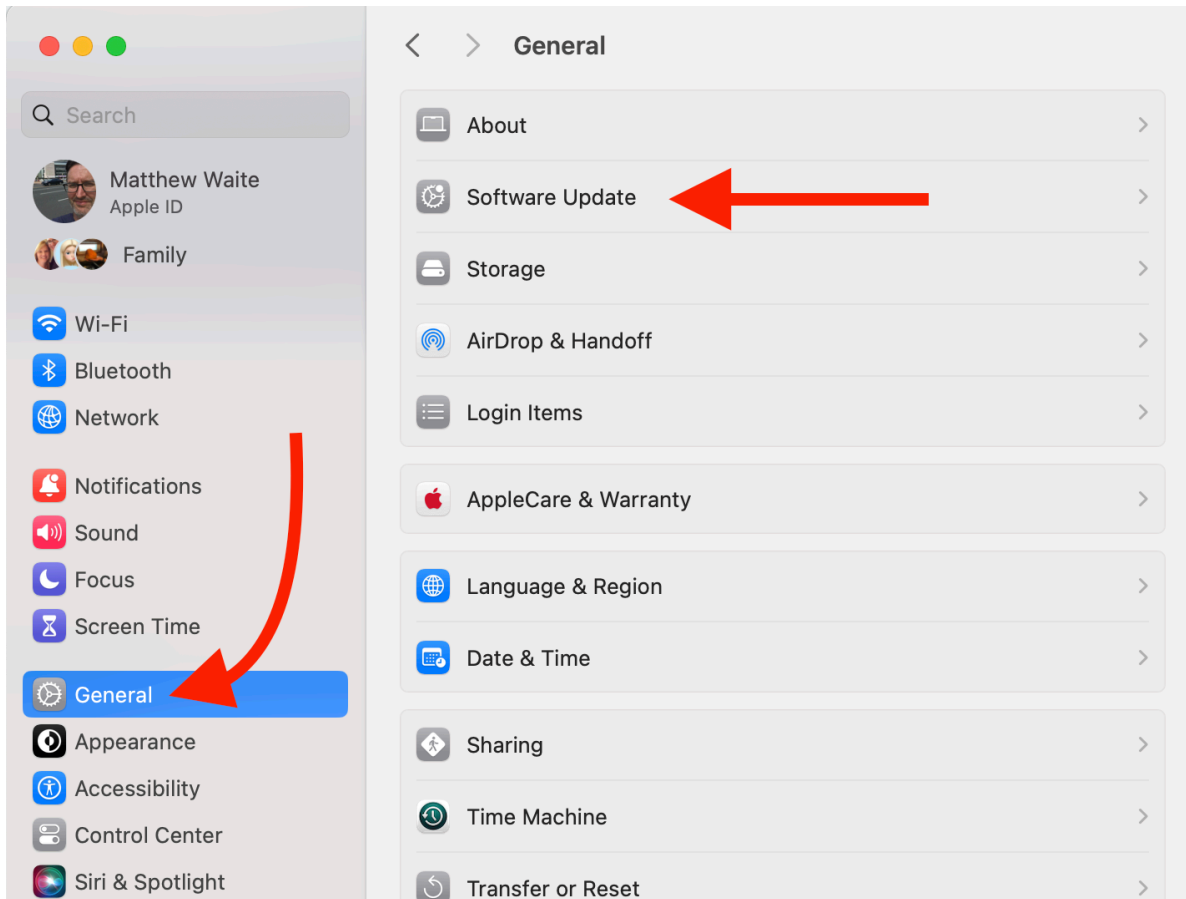 Search
Matthew Waite
Apple ID
Family
Wi-Fi
Bluetooth
Network
Notifications
Sound
Focus
Screen Time
General
Appearance
Accessibility
Control Center
Siri & Spotlight
General
About
Software Update
Storage
AirDrop & Handoff
Login Items
AppleCare & Warranty
Language & Region
Date & Time
Sharing
Time Machine
Transfer or Reset